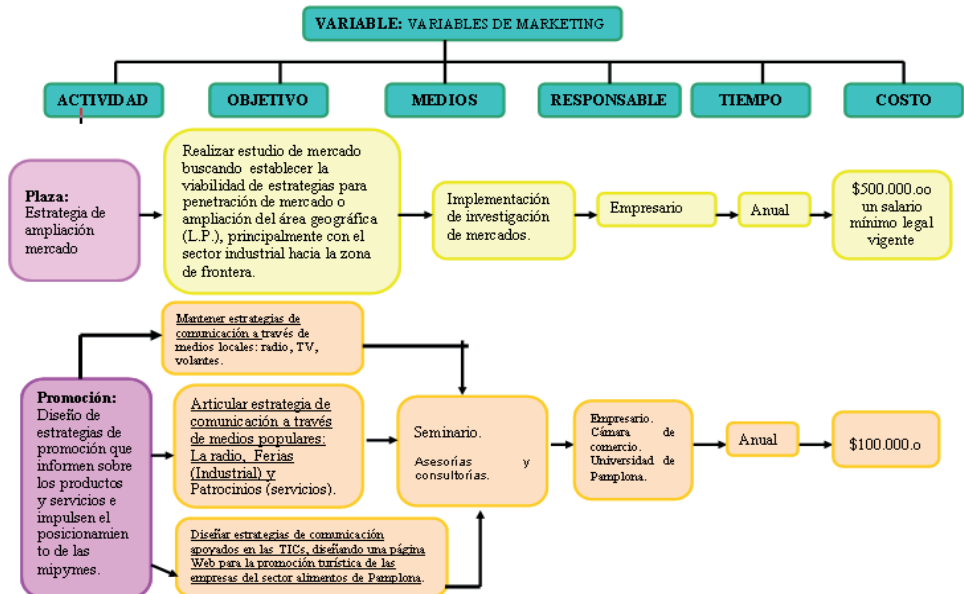 VARIABLE: VARIABLES DE MARKETING
ACTIVIDAD
OBJETIVO
MEDIOS
RESPONSABLE
TIEMPO
COSTO
Plaza:
Estrategia de
ampliación
mercado
Realizar estudio de mercado
buscando establecer la
viabilidad de estrategias para
penetración de mercado o
ampliación del área geográfica
(L.P.), principalmente con el
sector industrial hacia la zona
de frontera.
Implementación
de investigación
de mercados.
Empresario
Anual
$500.000.oo
un salario
mínimo legal
vigente
Promoción:
Diseño de
estrategias de
promoción que
informen sobre
los productos
y servicios e
impulsen el
posicionamien
to de las
mipymes.
Mantener estrategias de
comunicación a través de
medios locales: radio, TV,
volantes.
Articular estrategia de
comunicación a través
de medios populares:
La radio, Ferias
(Industrial) y
Patrocinios (servicios).
Diseñar estrategias de comunicación
apoyados en las TICs, diseñando una página
Web para la promoción turística de las
empresas del sector alimentos de Pamplona.
Seminario.
Asesorías y
consultorías.
Empresario.
Cámara de
comercio.
Universidad de
Pamplona.
Anual
$100.000.o